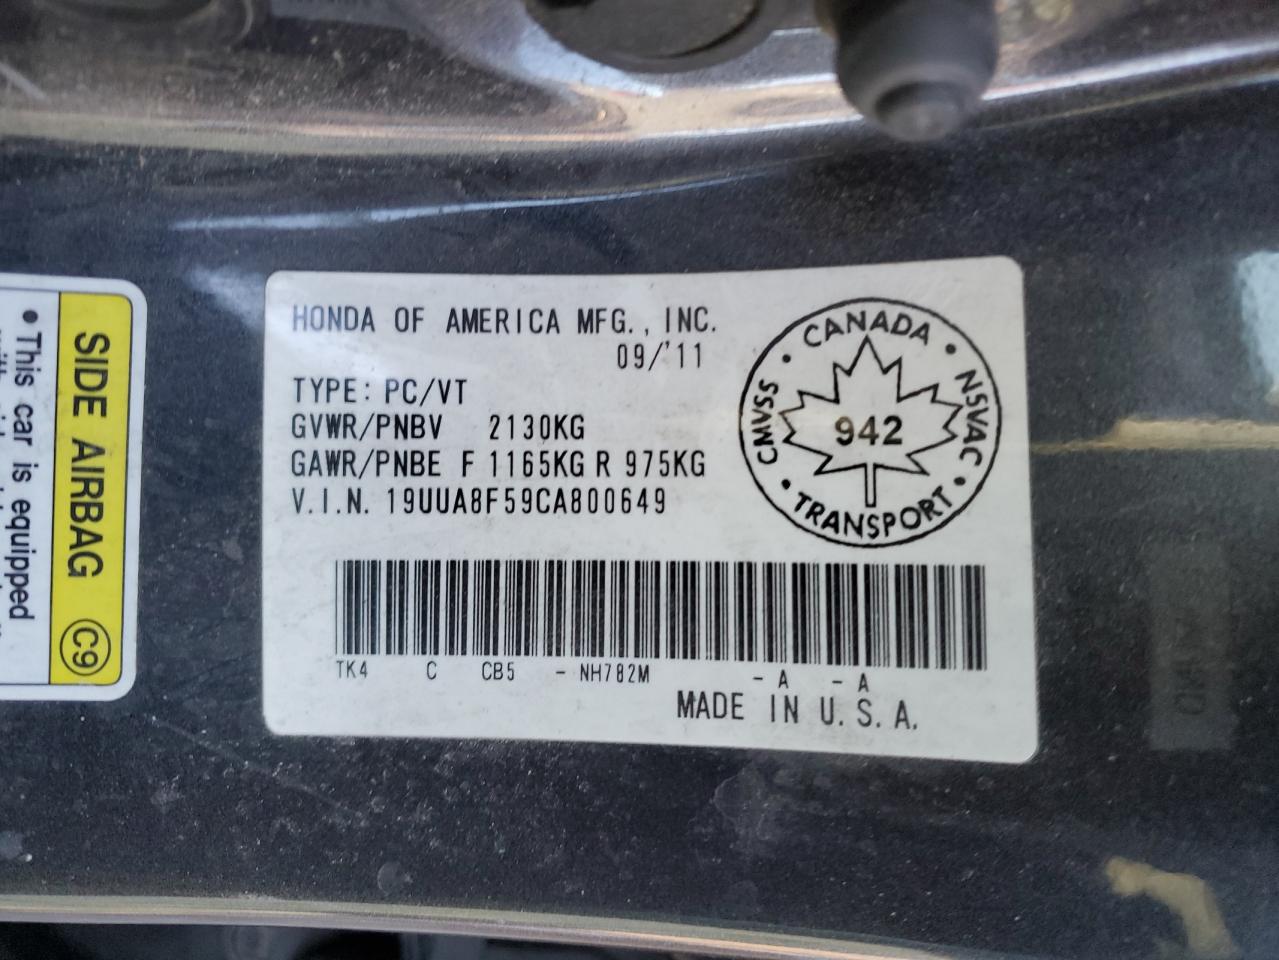 HONDA OF AMERICA MFG., INC.
09/'11
TYPE: PC/VT
GVWR/PNBV 2130KG
GAWR/PNBE F 1165KG R 975KG
V.I.N. 19UUA8F59CA800649
CANADA
NSVAC
TRANSPORT
CMVSS
942
TK4 C CB5 - NH782M - A - A
MADE IN U.S.A.
SIDE AIRBAG C9
• This car is equipped